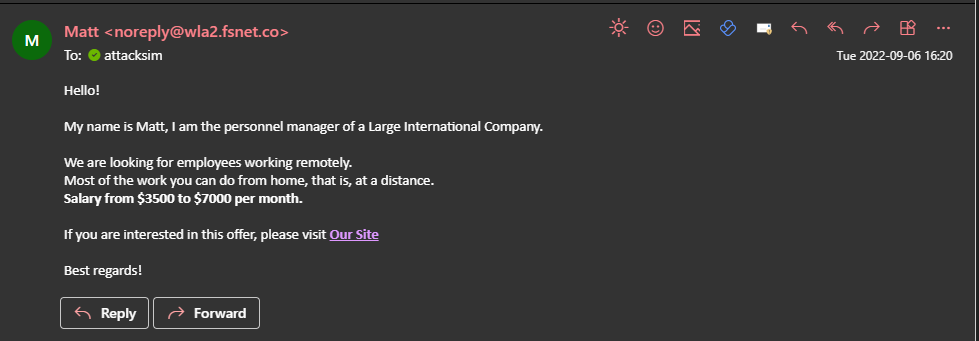 M
Matt <noreply@wla2.fsnet.co>
To: attacksim
Tue 2022-09-06 16:20
Hello!
My name is Matt, I am the personnel manager of a Large International Company.
We are looking for employees working remotely.
Most of the work you can do from home, that is, at a distance.
Salary from $3500 to $7000 per month.
If you are interested in this offer, please visit Our Site
Best regards!
Reply Forward